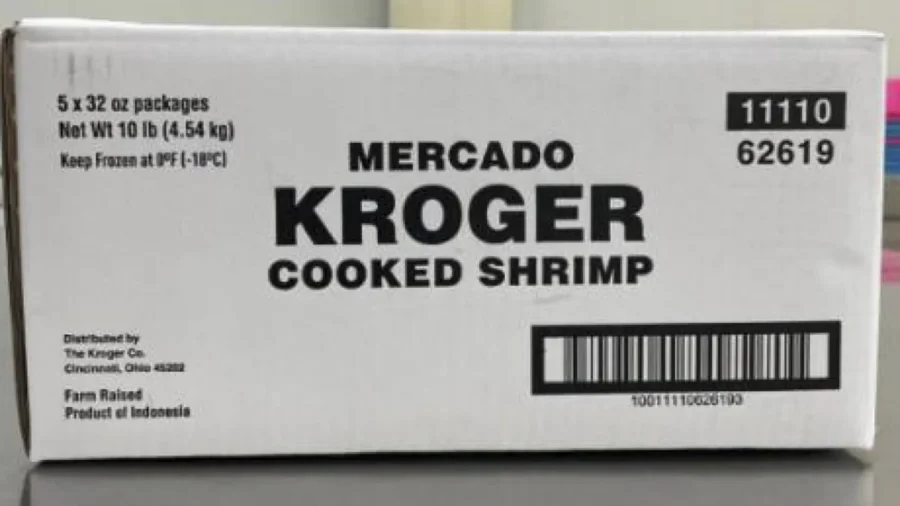 5 x 32 oz packages
Net Wt 10 lb (4.54 kg)
Keep Frozen at 0ºF (-18ºC)
11110
62619
MERCADO
KROGER
COOKED SHRIMP
Distributed by
The Kroger Co.
Cincinnati, Ohio 45202
Farm Raised
Product of Indonesia
10011110626193